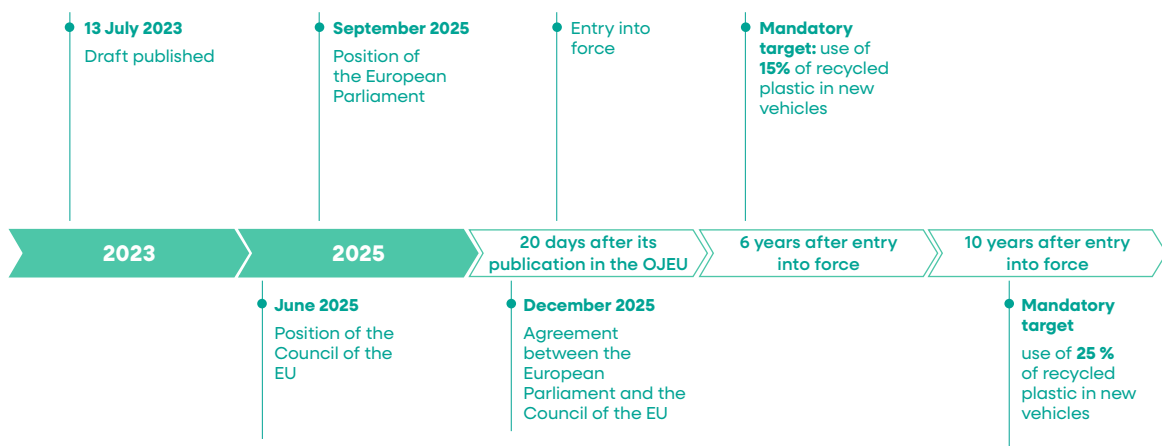 13 July 2023
Draft published
September 2025
Position of
the European
Parliament
Entry into
force
Mandatory
target: use of
15% of recycled
plastic in new
vehicles
2023
2025
20 days after its
publication in the OJEU
6 years after entry
into force
10 years after entry
into force
June 2025
Position of the
Council of the
EU
December 2025
Agreement
between the
European
Parliament and the
Council of the EU
Mandatory
target
use of 25 %
of recycled
plastic in new
vehicles